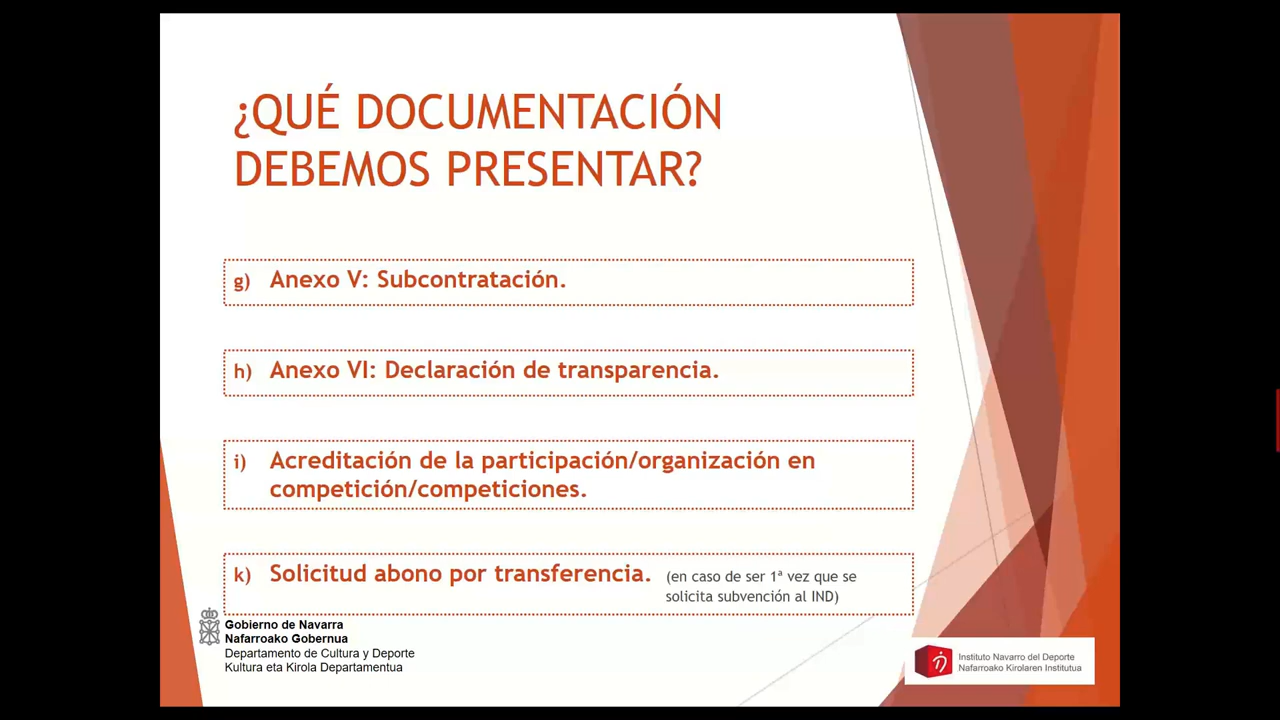 ¿QUÉ DOCUMENTACIÓN
DEBEMOS PRESENTAR?
g) Anexo V: Subcontratación.
h) Anexo VI: Declaración de transparencia.
i) Acreditación de la participación/organización en
competición/competiciones.
k) Solicitud abono por transferencia. (en caso de ser 1ª vez que se
solicita subvención al IND)
Gobierno de Navarra
Nafarroako Gobernua
Departamento de Cultura y Deporte
Kultura eta Kirola Departamentua
Instituto Navarro del Deporte
Nafarroako Kirolaren Institutua